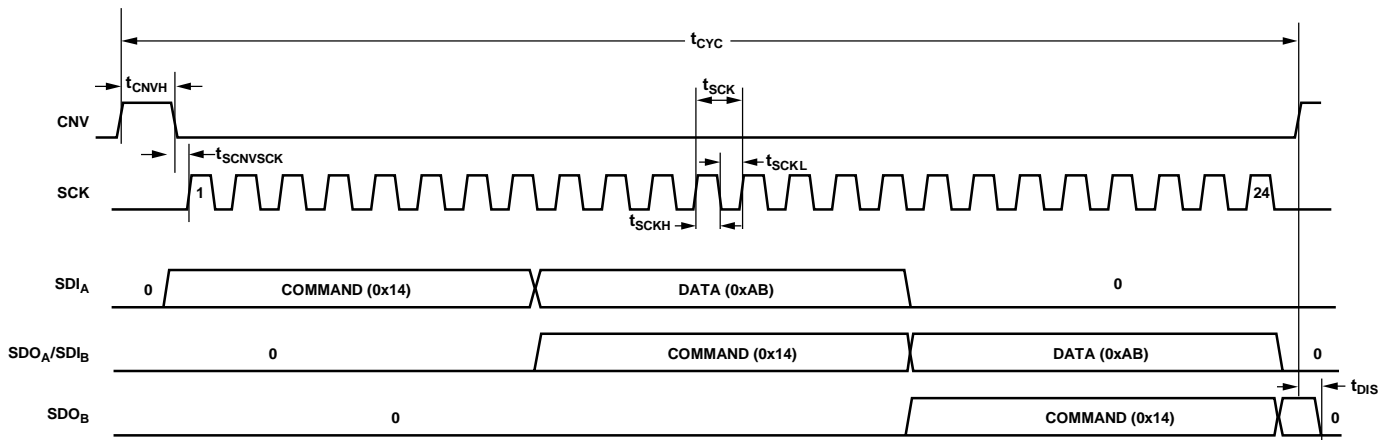 tCYC
tCNVH
tSCK
CNV
tSCNVSCK
tSCKL
SCK
1
24
tSCKH
SDIA
0
COMMAND (0x14)
DATA (0xAB)
0
SDOA/SDIB
0
COMMAND (0x14)
DATA (0xAB)
0
tDIS
SDOB
0
COMMAND (0x14)
0